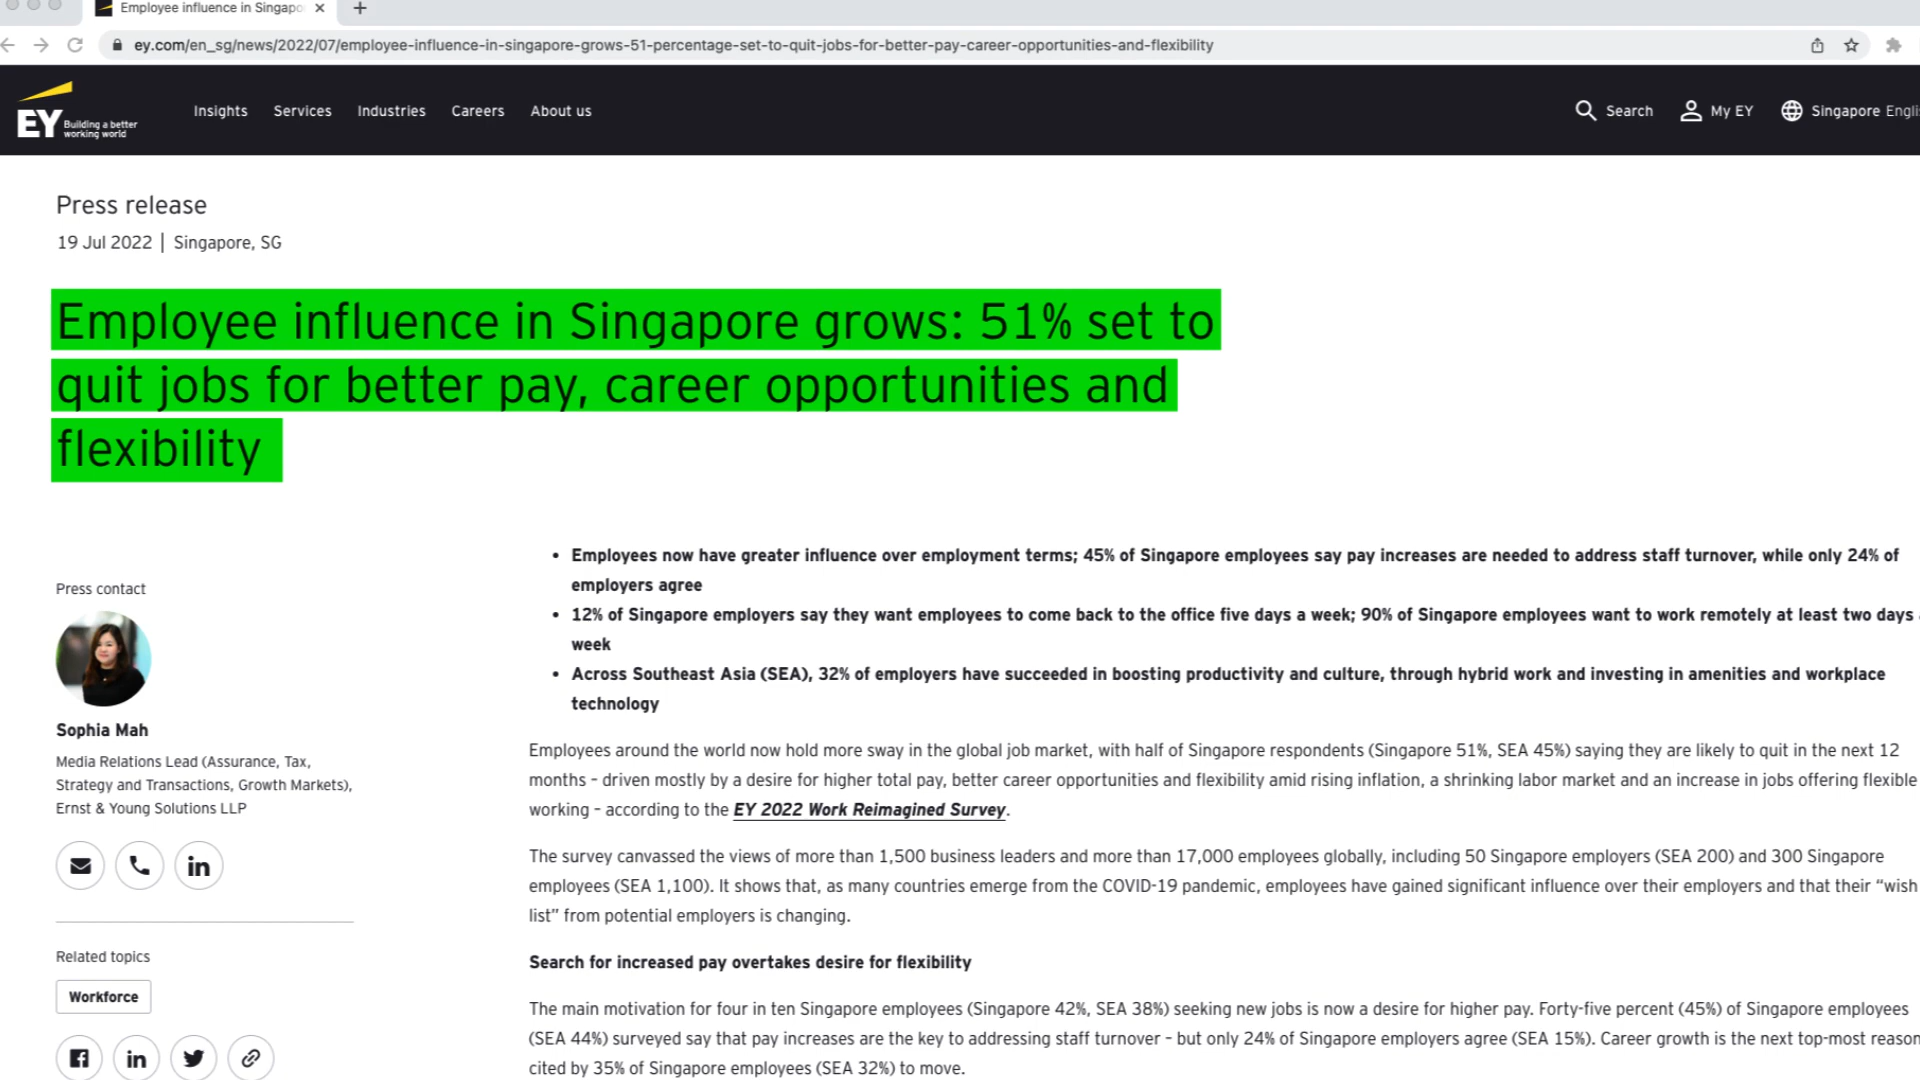 Employee influence in Singapo
ey.com/en_sg/news/2022/07/employee-influence-in-singapore-grows-51-percentage-set-to-quit-jobs-for-better-pay-career-opportunities-and-flexibility
EY Building a better
working world
Insights Services Industries Careers About us
Search My EY Singapore Engli
Press release
19 Jul 2022 | Singapore, SG
Employee influence in Singapore grows: 51% set to
quit jobs for better pay, career opportunities and
flexibility
• Employees now have greater influence over employment terms; 45% of Singapore employees say pay increases are needed to address staff turnover, while only 24% of
employers agree
• 12% of Singapore employers say they want employees to come back to the office five days a week; 90% of Singapore employees want to work remotely at least two days a
week
• Across Southeast Asia (SEA), 32% of employers have succeeded in boosting productivity and culture, through hybrid work and investing in amenities and workplace
technology
Press contact
Sophia Mah
Media Relations Lead (Assurance, Tax,
Strategy and Transactions, Growth Markets),
Ernst & Young Solutions LLP
Related topics
Workforce
Employees around the world now hold more sway in the global job market, with half of Singapore respondents (Singapore 51%, SEA 45%) saying they are likely to quit in the next 12
months – driven mostly by a desire for higher total pay, better career opportunities and flexibility amid rising inflation, a shrinking labor market and an increase in jobs offering flexible
working – according to the EY 2022 Work Reimagined Survey.
The survey canvassed the views of more than 1,500 business leaders and more than 17,000 employees globally, including 50 Singapore employers (SEA 200) and 300 Singapore
employees (SEA 1,100). It shows that, as many countries emerge from the COVID-19 pandemic, employees have gained significant influence over their employers and that their “wish
list” from potential employers is changing.
Search for increased pay overtakes desire for flexibility
The main motivation for four in ten Singapore employees (Singapore 42%, SEA 38%) seeking new jobs is now a desire for higher pay. Forty-five percent (45%) of Singapore employees
(SEA 44%) surveyed say that pay increases are the key to addressing staff turnover – but only 24% of Singapore employers agree (SEA 15%). Career growth is the next top-most reason
cited by 35% of Singapore employees (SEA 32%) to move.